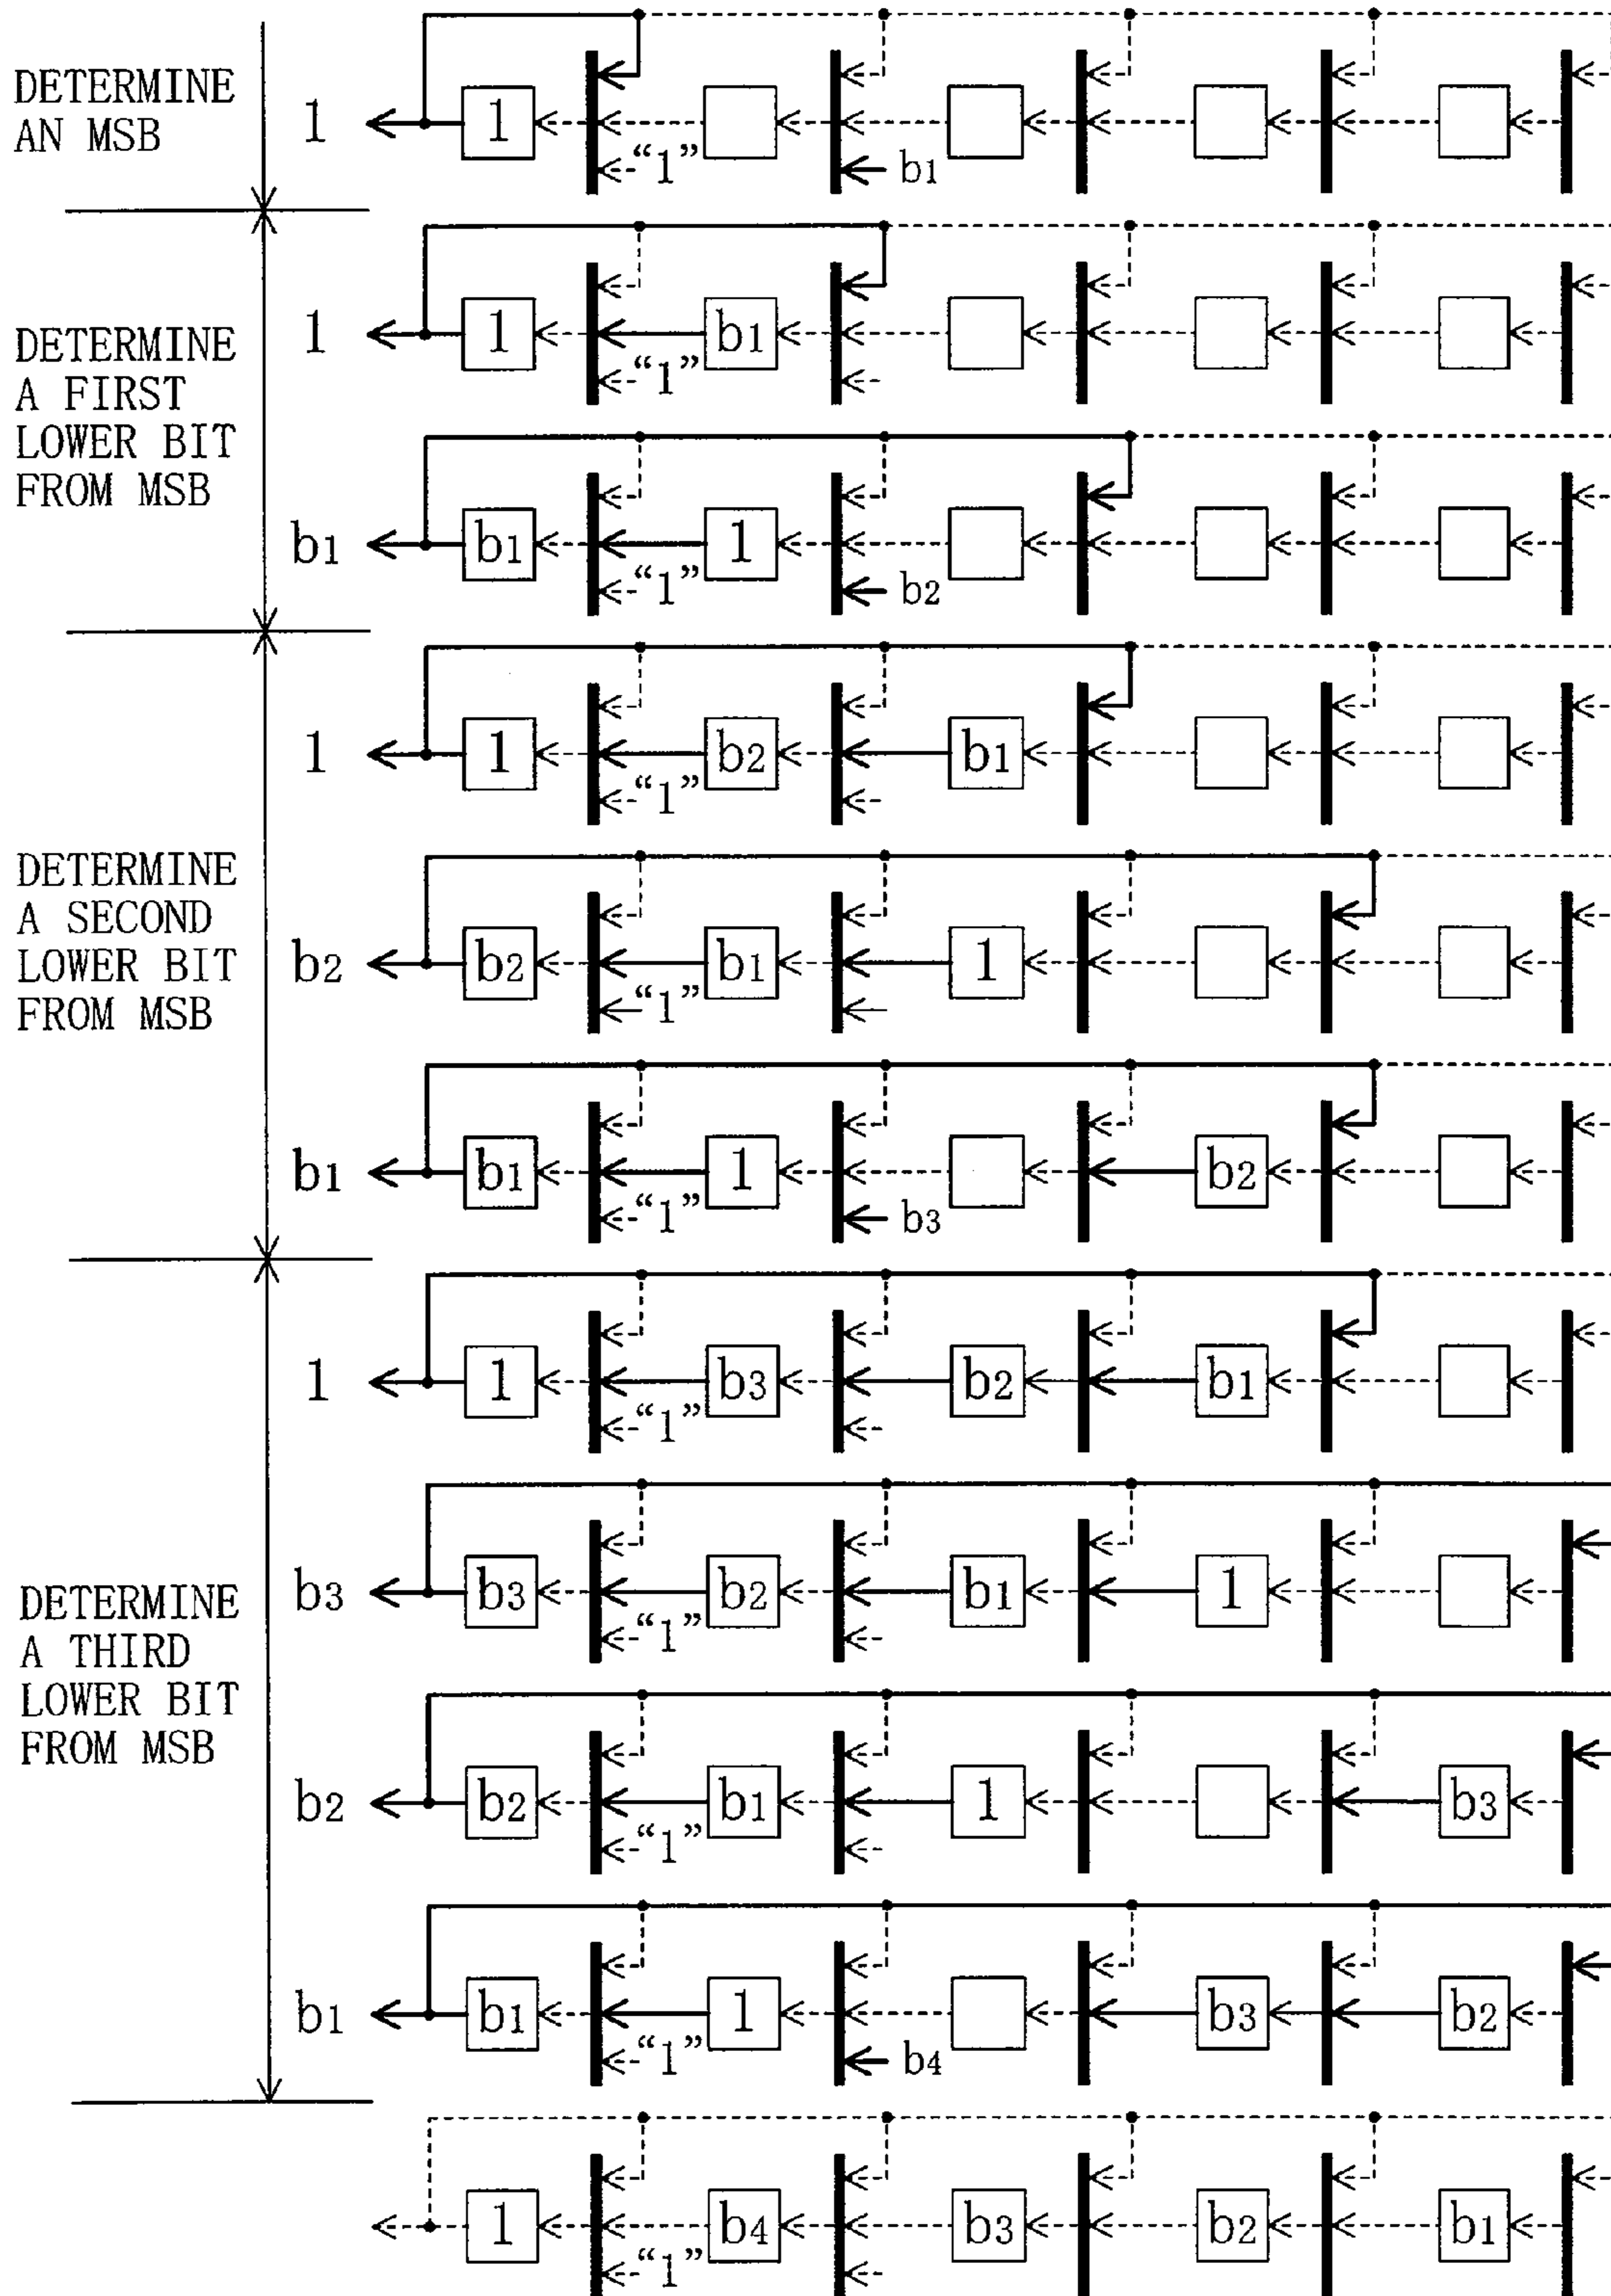 DETERMINE
AN MSB
1 1
“1” b1
DETERMINE
A FIRST
LOWER BIT
FROM MSB
1 1 b1
“1”
b1 b1 1
“1” b2
DETERMINE
A SECOND
LOWER BIT
FROM MSB
1 1 b2 b1
“1”
b2 b2 b1 1
“1”
b1 b1 1 b2
“1” b3
DETERMINE
A THIRD
LOWER BIT
FROM MSB
1 1 b3 b2 b1
“1”
b3 b3 b2 b1 1
“1”
b2 b2 b1 1 b3
“1”
b1 b1 1 b3 b2
“1” b4
1 b4 b3 b2 b1
“1”